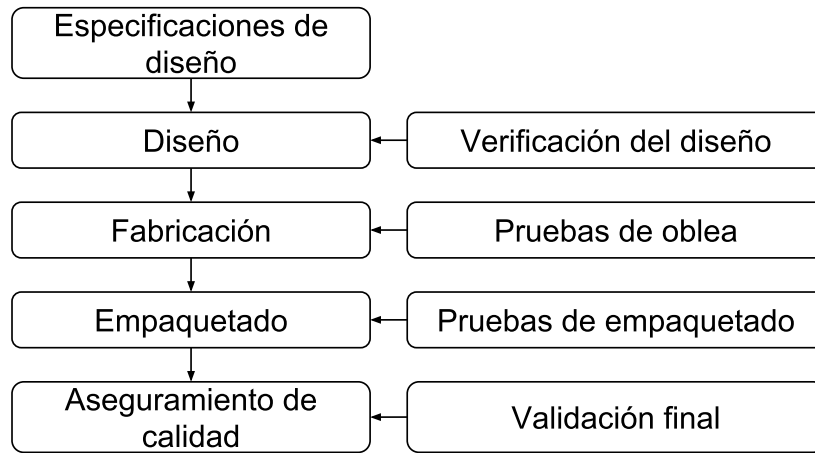 Especificaciones de
diseño
Diseño
Verificación del diseño
Fabricación
Pruebas de oblea
Empaquetado
Pruebas de empaquetado
Aseguramiento de
calidad
Validación final